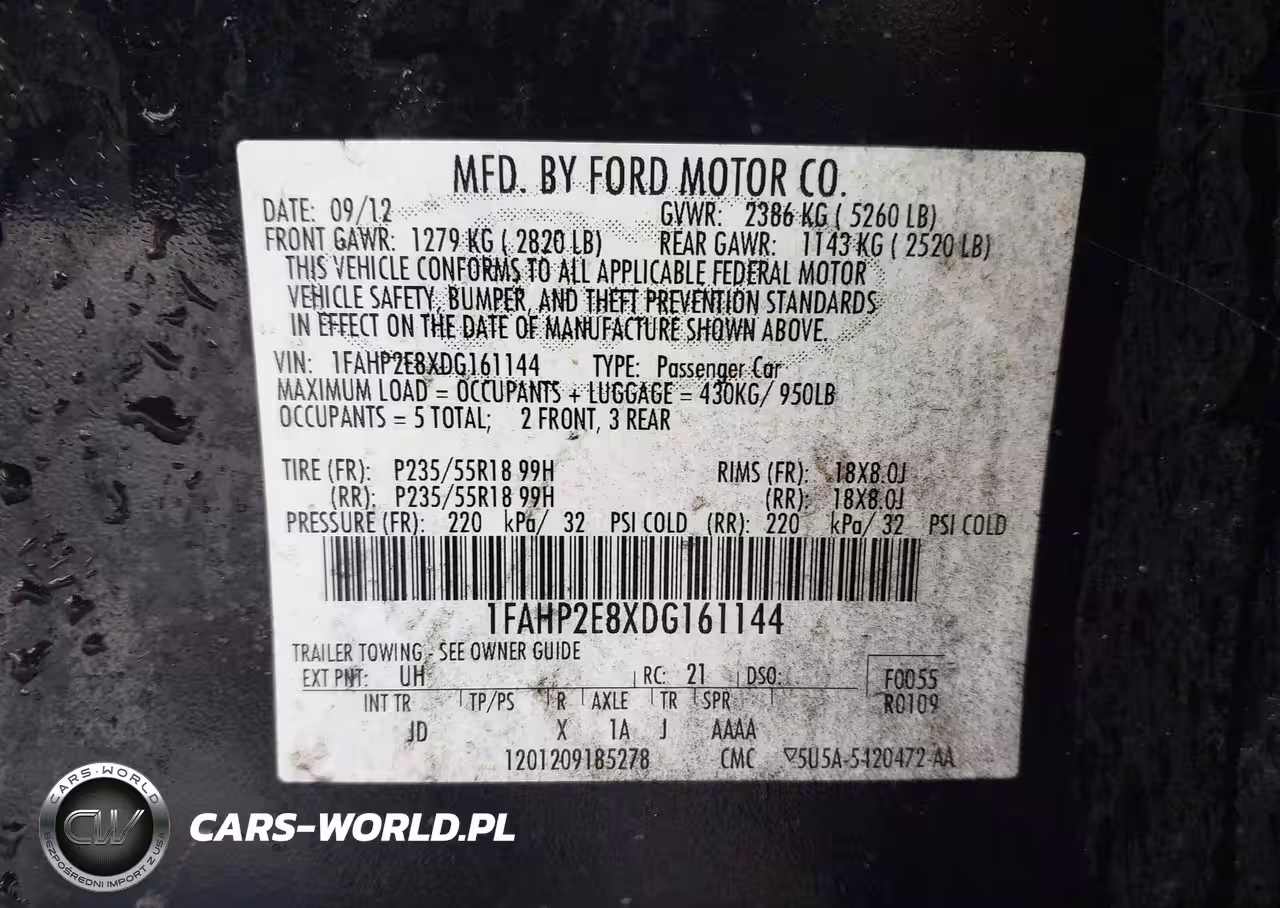 MFD. BY FORD MOTOR CO.
DATE: 09/12 GVWR: 2386 KG ( 5260 LB)
FRONT GAWR: 1279 KG ( 2820 LB) REAR GAWR: 1143 KG ( 2520 LB)
THIS VEHICLE CONFORMS TO ALL APPLICABLE FEDERAL MOTOR
VEHICLE SAFETY, BUMPER, AND THEFT PREVENTION STANDARDS
IN EFFECT ON THE DATE OF MANUFACTURE SHOWN ABOVE.
VIN: 1FAHP2E8XDG161144 TYPE: Passenger Car
MAXIMUM LOAD = OCCUPANTS + LUGGAGE = 430KG/ 950LB
OCCUPANTS = 5 TOTAL; 2 FRONT, 3 REAR
TIRE (FR): P235/55R18 99H RIMS (FR): 18X8.0J
(RR): P235/55R18 99H (RR): 18X8.0J
PRESSURE (FR): 220 kPa/ 32 PSI COLD (RR): 220 kPa/ 32 PSI COLD
1FAHP2E8XDG161144
TRAILER TOWING - SEE OWNER GUIDE
EXT PNT: UH RC: 21 DSO: F0055
INT TR TP/PS R AXLE TR SPR R0109
JD X 1A J AAAA
1201209185278 CMC ▽5U5A-5420472-AA
CARS-WORLD
CW
BEZPOŚREDNI IMPORT Z USA
CARS-WORLD.PL